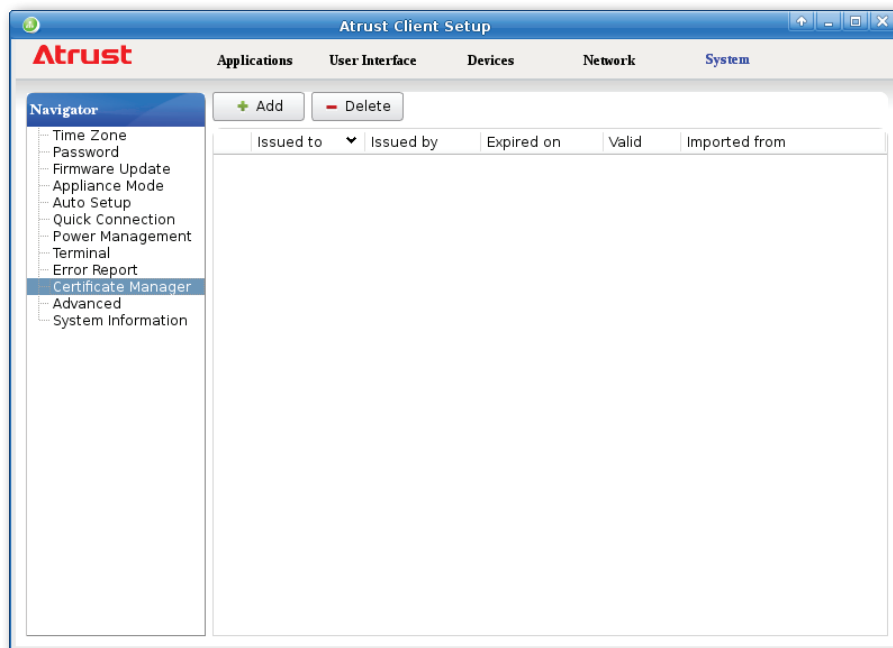 Atrust Client Setup
Atrust
Applications User Interface Devices Network System
Navigator
Time Zone
Password
Firmware Update
Appliance Mode
Auto Setup
Quick Connection
Power Management
Terminal
Error Report
Certificate Manager
Advanced
System Information
Add Delete
Issued to Issued by Expired on Valid Imported from